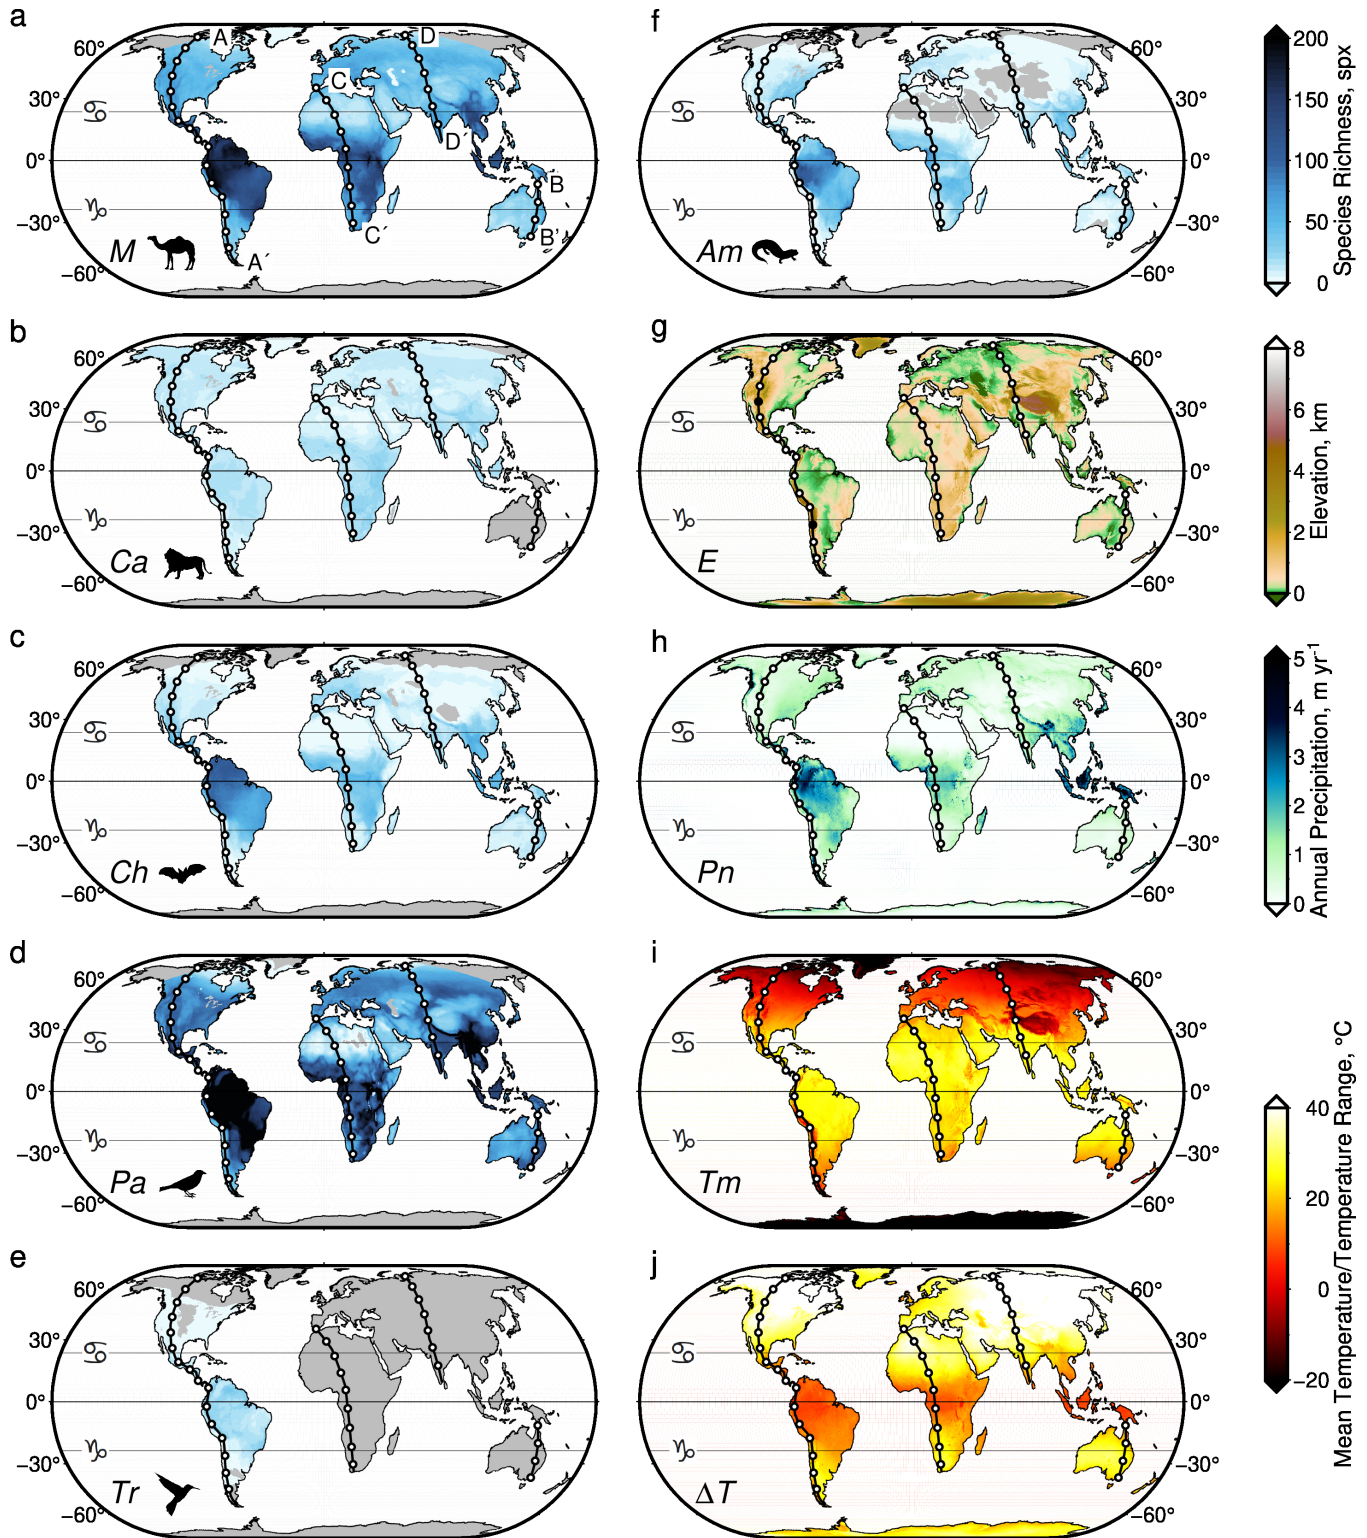 a
60°
30°
0°
−30°
−60°
A
D
C
D´
B
C´
B'
A´
M
f
60°
30°
0°
−30°
−60°
Am
200
150
100
50
0
Species Richness, spx
b
60°
30°
0°
−30°
−60°
Ca
g
60°
30°
0°
−30°
−60°
E
8
6
4
2
0
Elevation, km
c
60°
30°
0°
−30°
−60°
Ch
h
60°
30°
0°
−30°
−60°
Pn
5
4
3
2
1
0
Annual Precipitation, m yr⁻¹
d
60°
30°
0°
−30°
−60°
Pa
i
60°
30°
0°
−30°
−60°
Tm
e
60°
30°
0°
−30°
−60°
Tr
j
60°
30°
0°
−30°
−60°
ΔT
40
20
0
−20
Mean Temperature/Temperature Range, °C